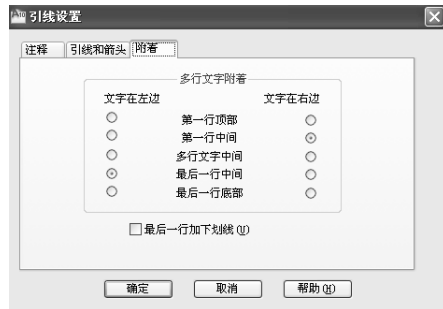 引线设置
注释 引线和箭头 附着
多行文字附着
文字在左边 文字在右边
第一行顶部
第一行中间
多行文字中间
最后一行中间
最后一行底部
最后一行加下划线(U)
确定 取消 帮助(H)